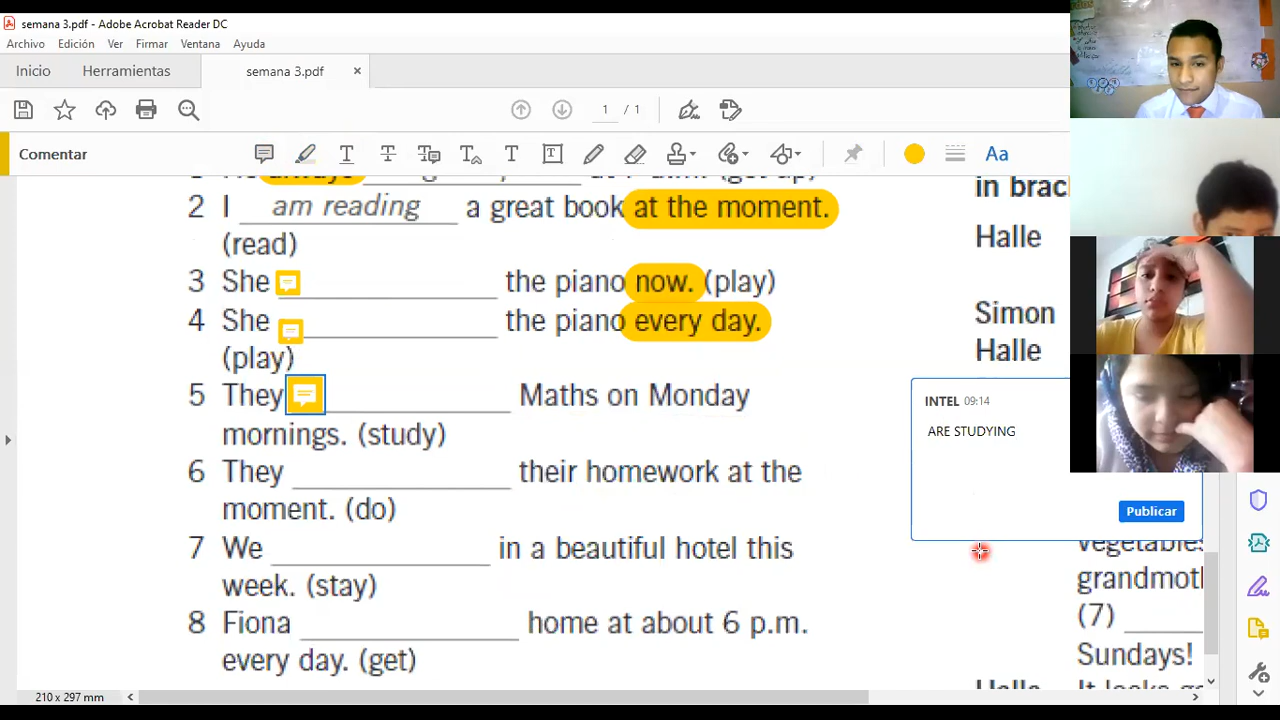 semana 3.pdf - Adobe Acrobat Reader DC
Archivo Edición Ver Firmar Ventana Ayuda
Inicio Herramientas semana 3.pdf ×
1 / 1
Comentar
Aa
always
2 I am reading a great book at the moment.
(read)
3 She the piano now. (play)
4 She the piano every day.
(play)
5 They Maths on Monday
mornings. (study)
6 They their homework at the
moment. (do)
7 We in a beautiful hotel this
week. (stay)
8 Fiona home at about 6 p.m.
every day. (get)
in
Halle
Simon
Halle
INTEL 09:14
ARE STUDYING
Publicar
vegetables
(7)
Sundays!
Halle
210 x 297 mm